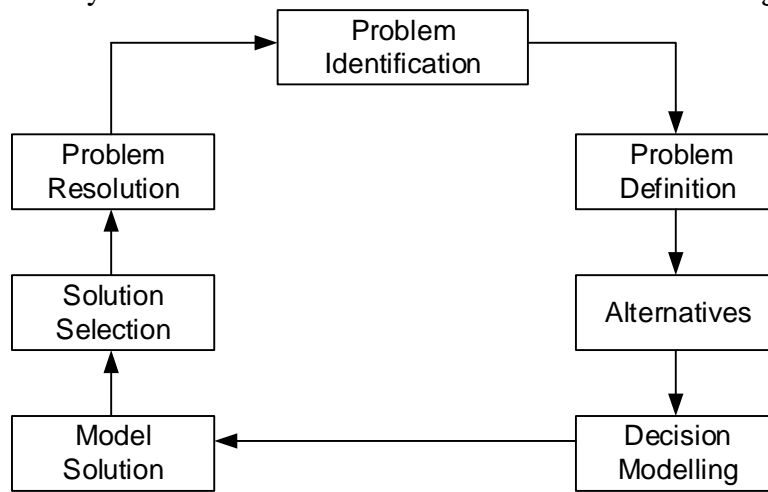 Problem
Identification
Problem
Definition
Alternatives
Decision
Modelling
Model
Solution
Solution
Selection
Problem
Resolution